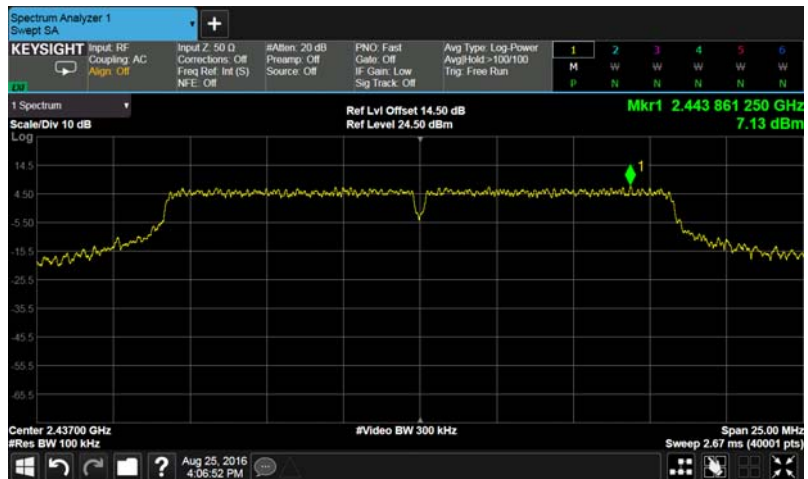 Spectrum Analyzer 1
Swept SA
+
KEYSIGHT
Input: RF
Coupling: AC
Align: Off
Input Z: 50 Ω
Corrections: Off
Freq Ref: Int (S)
NFE: Off
#Atten: 20 dB
Preamp: Off
Source: Off
PNO: Fast
Gate: Off
IF Gain: Low
Sig Track: Off
Avg Type: Log-Power
Avg|Hold:>100/100
Trig: Free Run
1 2 3 4 5 6
M W W W W W
P N N N N N
LXI
1 Spectrum
Scale/Div 10 dB
Log
Ref Lvl Offset 14.50 dB
Ref Level 24.50 dBm
Mkr1 2.443 861 250 GHz
7.13 dBm
1
14.5
4.50
-5.50
-15.5
-25.5
-35.5
-45.5
-55.5
-65.5
Center 2.43700 GHz
#Res BW 100 kHz
#Video BW 300 kHz
Span 25.00 MHz
Sweep 2.67 ms (40001 pts)
?
Aug 25, 2016
4:06:52 PM